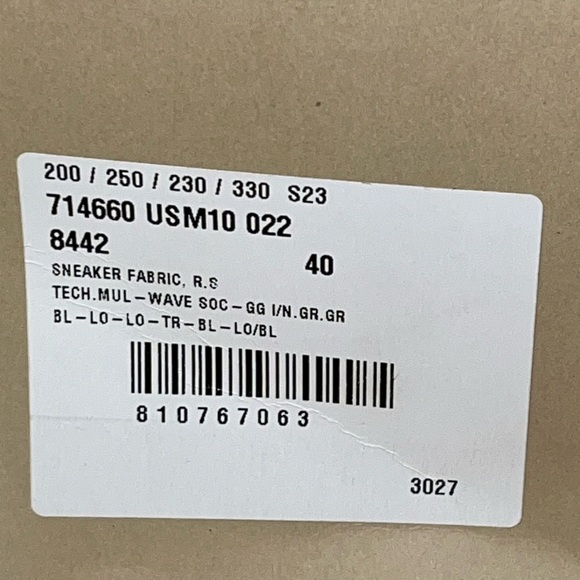 200 / 250 / 230 / 330 S23
714660 USM10 022
8442
40
SNEAKER FABRIC, R.S
TECH.MUL-WAVE SOC-GG I/N.GR.GR
BL-LO-LO-TR-BL-LO/BL
810767063
3027